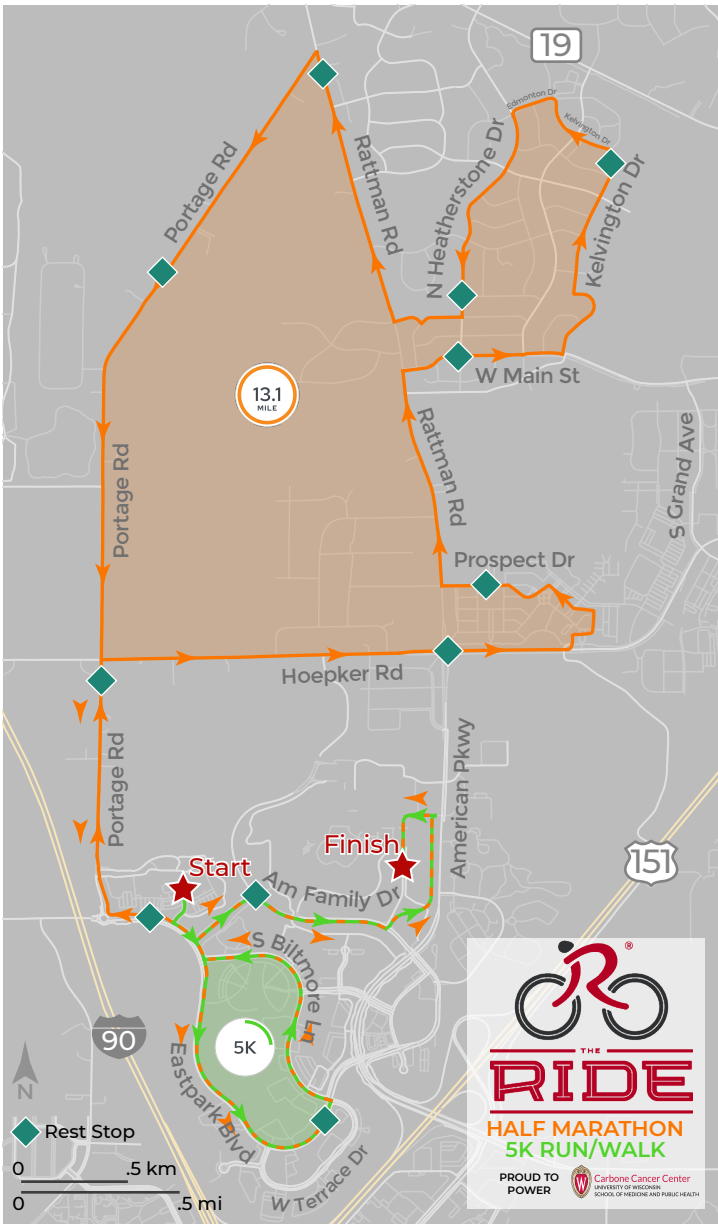 19
Edmonton Dr
Kelvington Dr
N Heatherstone Dr
Kelvington Dr
Portage Rd
Rattman Rd
13.1
MILE
W Main St
Portage Rd
Rattman Rd
S Grand Ave
Prospect Dr
Hoepker Rd
Portage Rd
American Pkwy
Finish
Start
151
Am Family Dr
S Biltmore Ln
90
5K
Eastpark Blvd
W Terrace Dr
N
Rest Stop
0 .5 km
0 .5 mi
®
THE
RIDE
HALF MARATHON
5K RUN/WALK
PROUD TO
POWER
W
Carbone Cancer Center
UNIVERSITY OF WISCONSIN
SCHOOL OF MEDICINE AND PUBLIC HEALTH